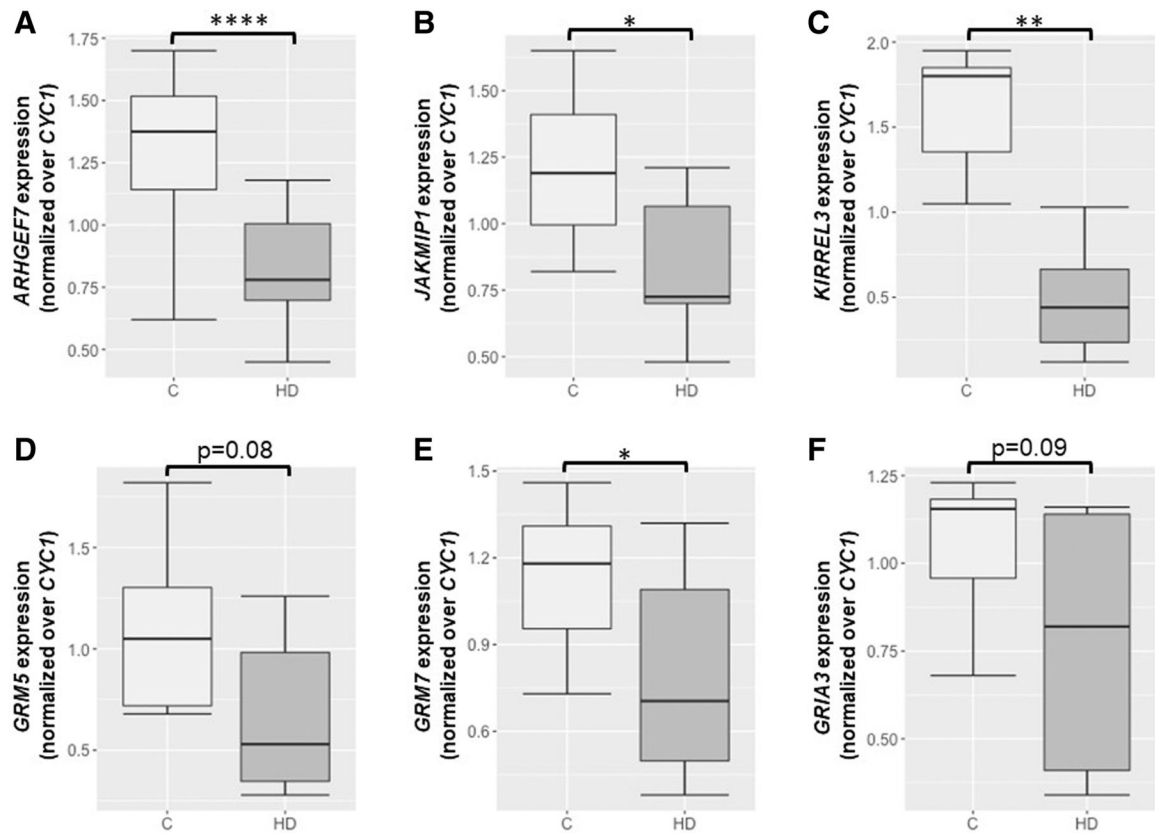 A
****
ARHGEF7 expression
(normalized over CYC1)
1.75
1.50
1.25
1.00
0.75
0.50
C HD
B
*
JAKMIP1 expression
(normalized over CYC1)
1.50
1.25
1.00
0.75
0.50
C HD
C
**
KIRREL3 expression
(normalized over CYC1)
2.0
1.5
1.0
0.5
C HD
D
p=0.08
GRM5 expression
(normalized over CYC1)
1.5
1.0
0.5
C HD
E
*
GRM7 expression
(normalized over CYC1)
1.5
1.2
0.9
0.6
C HD
F
p=0.09
GRIA3 expression
(normalized over CYC1)
1.25
1.00
0.75
0.50
C HD